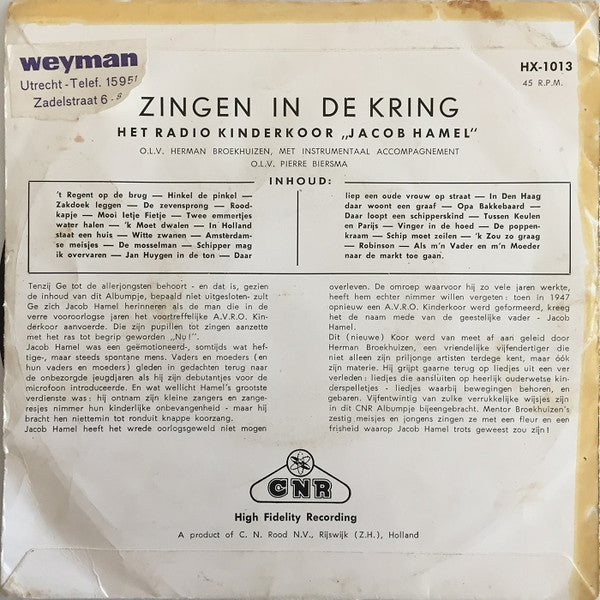 weyman
Utrecht - Telef. 1595
Zadelstraat 6 -
HX-1013
45 R.P.M.
ZINGEN IN DE KRING
HET RADIO KINDERKOOR „JACOB HAMEL"
O.L.V. HERMAN BROEKHUIZEN, MET INSTRUMENTAAL ACCOMPAGNEMENT
O.L.V. PIERRE BIERSMA
INHOUD:
't Regent op de brug — Hinkel de pinkel —
Zakdoek leggen — De zevensprong — Rood-
kapje — Mooi Ietje Fietje — Twee emmertjes
water halen — 'k Moet dwalen — In Holland
staat een huis — Witte zwanen — Amsterdam-
se meisjes — De mosselman — Schipper mag
ik overvaren — Jan Huygen in de ton — Daar
liep een oude vrouw op straat — In Den Haag
daar woont een graaf — Opa Bakkebaard —
Daar loopt een schipperskind — Tussen Keulen
en Parijs — Vinger in de hoed — De poppen-
kraam — Schip moet zeilen — 'k Zou zo graag
— Robinson — Als m'n Vader en m'n Moeder
naar de markt toe gaan.
Tenzij Ge tot de allerjongsten behoort - en dat is, gezien
de inhoud van dit Albumpje, bepaald niet uitgesloten- zult
Ge zich Jacob Hamel herinneren als de man die in de
verre vooroorlogse jaren het voortreffelijke A.V.R.O. Kin-
derkoor aanvoerde. Die zijn pupillen tot zingen aanzette
met het ras tot begrip geworden „Nu!".
Jacob Hamel was een geëmotioneerd-, somtijds wat hef-
tige-, maar steeds spontane mens. Vaders en moeders (en
hun vaders en moeders) gleden in gedachten terug naar
de onbezorgde jeugdjaren als hij zijn debutantjes voor de
microfoon introduceerde. En wat wellicht Hamel's grootste
verdienste was: hij ontnam zijn kleine zangers en zange-
resjes nimmer hun kinderlijke onbevangenheid - maar hij
bracht hen niettemin tot ronduit knappe koorzang.
Jacob Hamel heeft het wrede oorlogsgeweld niet mogen
overleven. De omroep waarvoor hij zo vele jaren werkte,
heeft hem echter nimmer willen vergeten: toen in 1947
opnieuw een A.V.R.O. Kinderkoor werd geformeerd, kreeg
het de naam mede van de geestelijke vader - Jacob
Hamel.
Dit (nieuwe) Koor werd van meet af aan geleid door
Herman Broekhuizen, een vriendelijke vijfendertiger die
niet alleen zijn priljonge artisten terdege kent, maar óók
zijn materie. Hij grijpt gaarne terug op liedjes uit een ver
verleden: liedjes die aansluiten op heerlijk ouderwetse kin-
derspelletjes - liedjes waarbij bewegingen behoren, en
gebaren. Vijfentwintig van zulke verrukkelijke wijsjes zijn
in dit CNR Albumpje bijeengebracht. Mentor Broekhuizen's
zestig meisjes en jongens zingen ze met een fleur en een
frisheid waarop Jacob Hamel trots geweest zou zijn!
CNR
High Fidelity Recording
A product of C. N. Rood N.V., Rijswijk (Z.H.), Holland